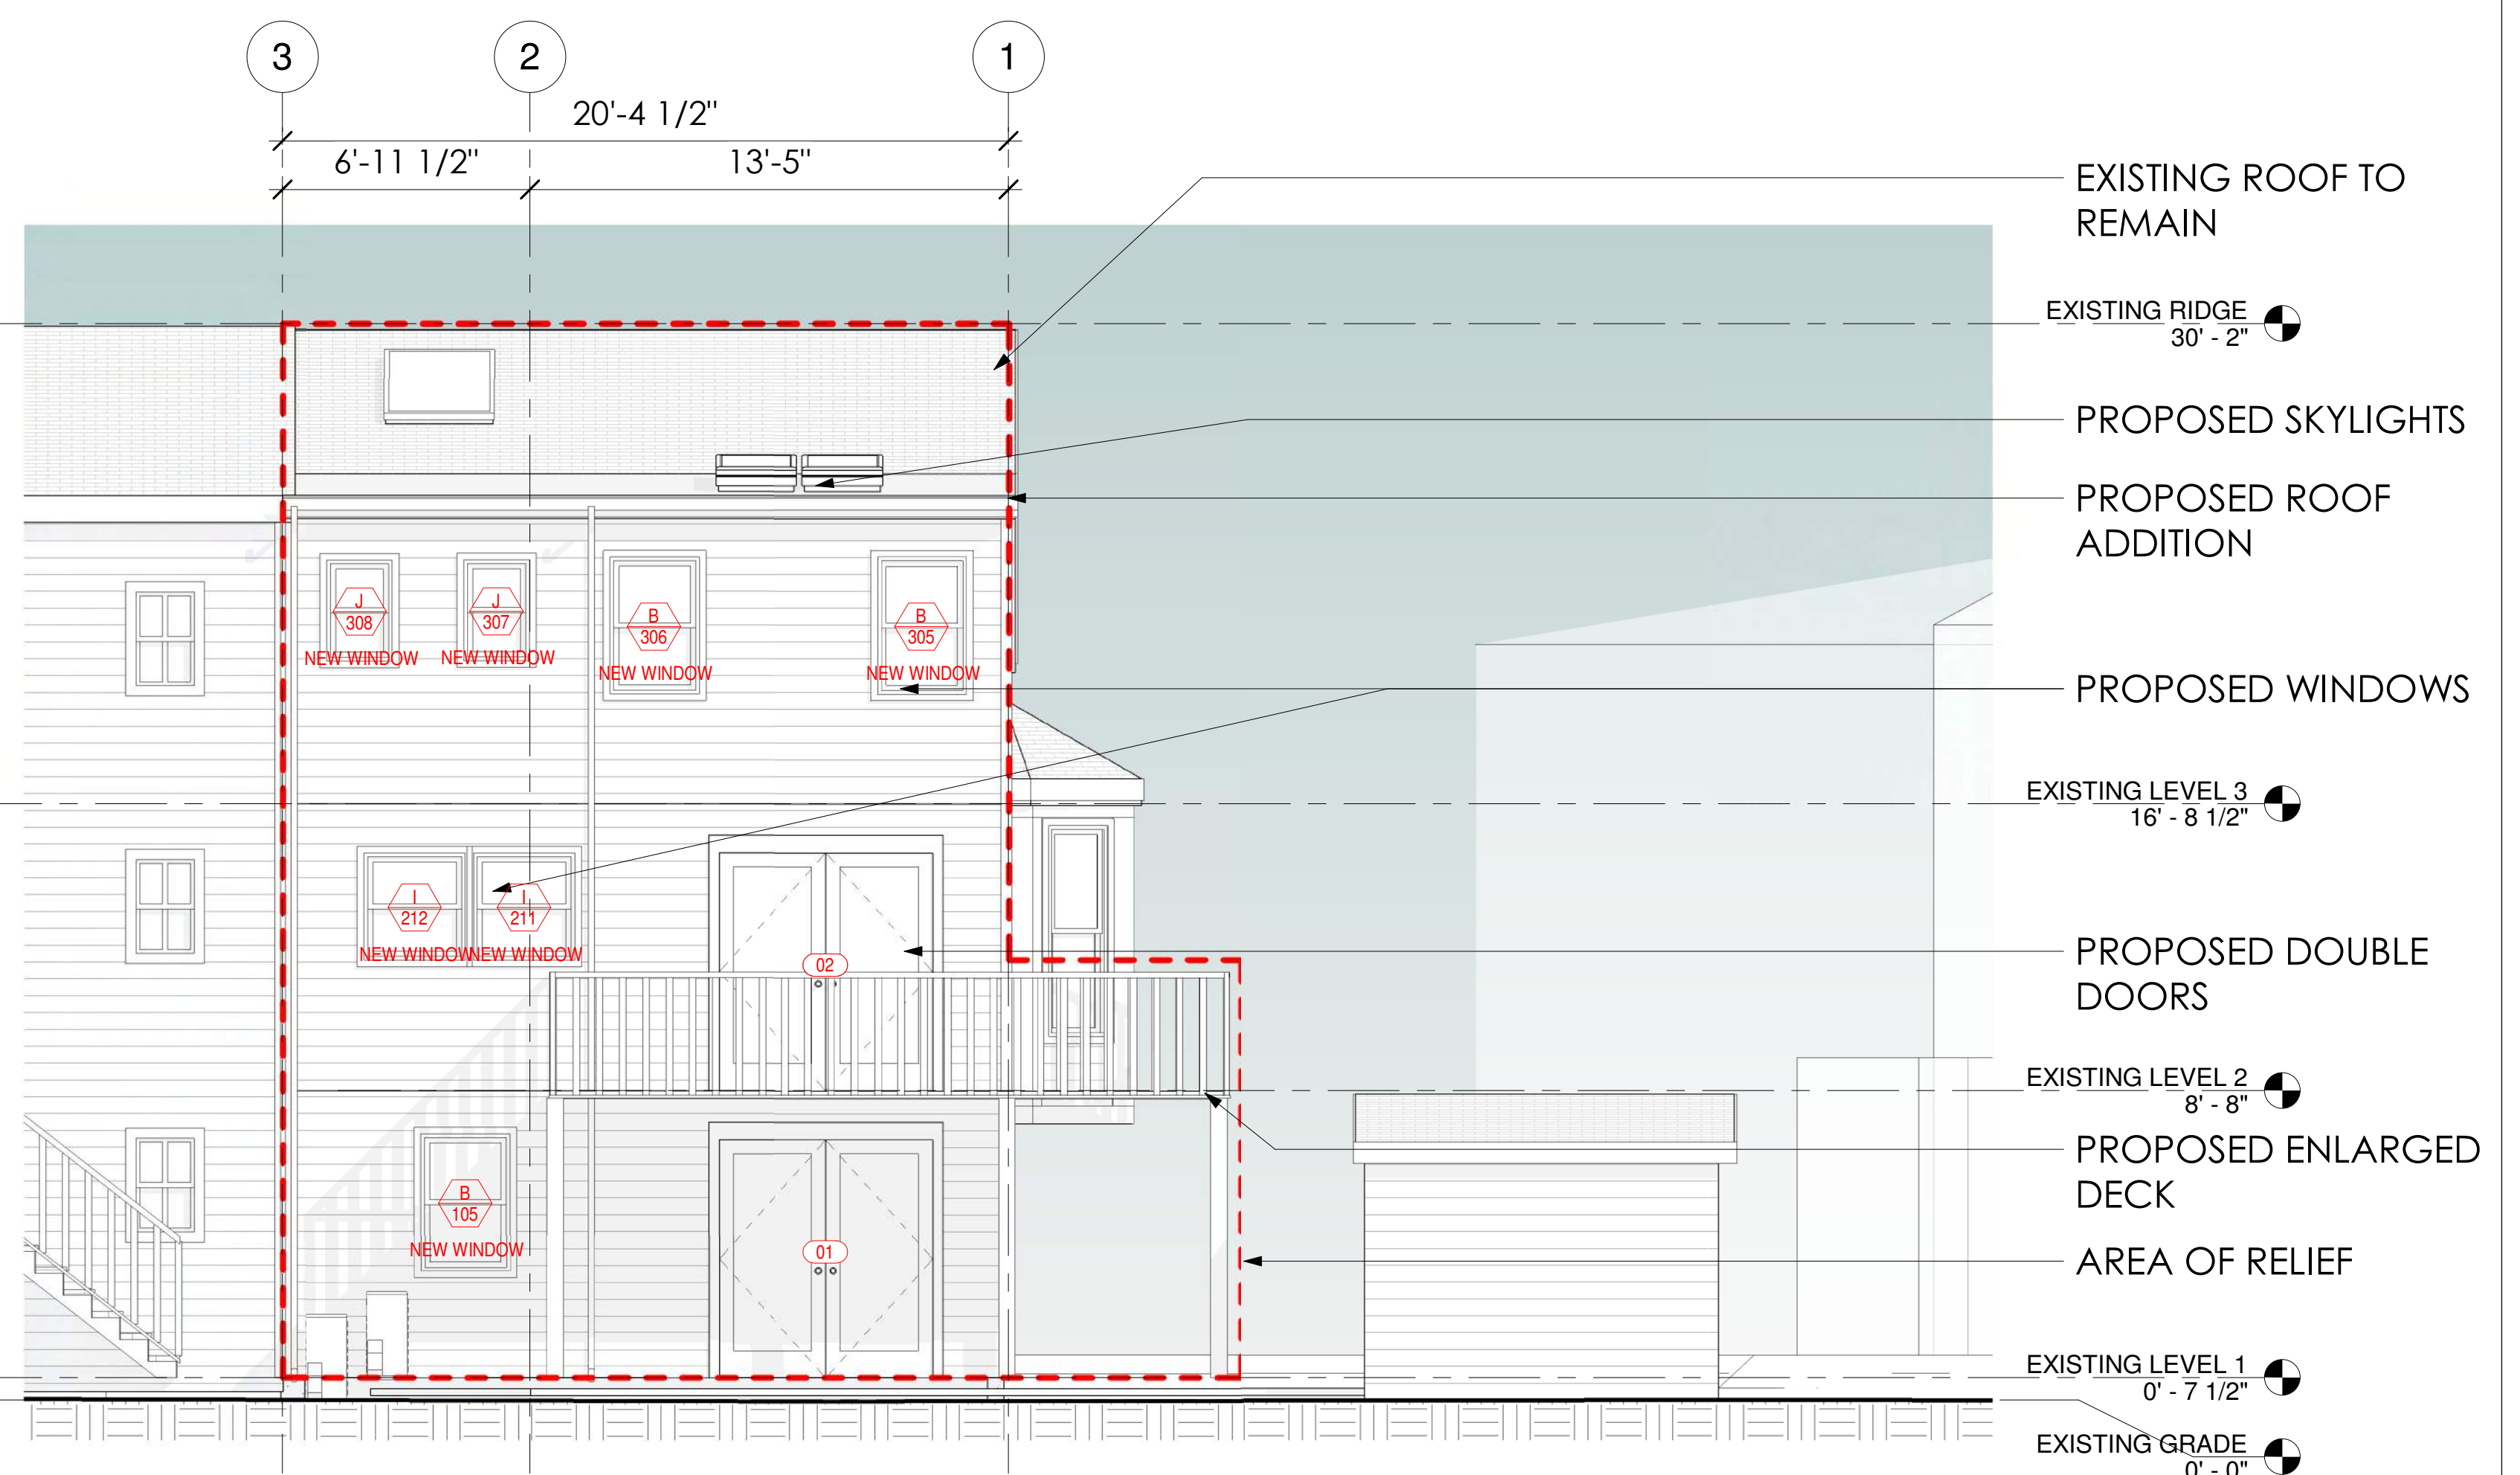 3
2
1
20'-4 1/2"
6'-11 1/2"
13'-5"
EXISTING ROOF TO
REMAIN
EXISTING RIDGE
30' - 2"
PROPOSED SKYLIGHTS
PROPOSED ROOF
ADDITION
J
308
NEW WINDOW
J
307
NEW WINDOW
B
306
NEW WINDOW
B
305
NEW WINDOW
PROPOSED WINDOWS
EXISTING LEVEL 3
16' - 8 1/2"
I
212
NEW WINDOW
I
211
NEW WINDOW
02
PROPOSED DOUBLE
DOORS
EXISTING LEVEL 2
8' - 8"
PROPOSED ENLARGED
DECK
B
105
NEW WINDOW
01
AREA OF RELIEF
EXISTING LEVEL 1
0' - 7 1/2"
EXISTING GRADE
0' - 0"